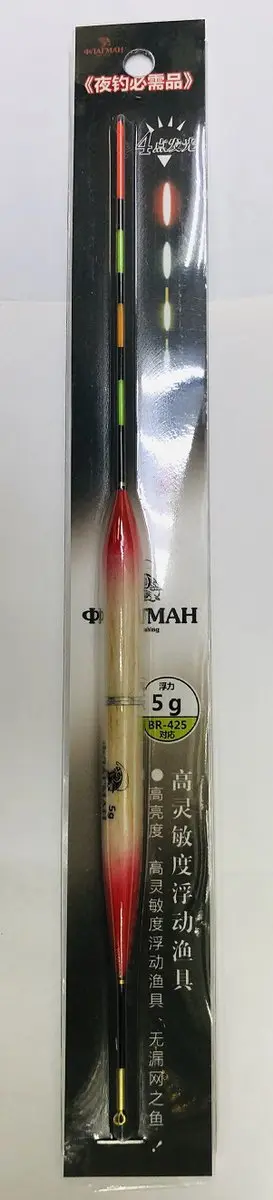 ФЛАГМАН
《夜钓必需品》
4点发光
ФЛАГМАН
fishing
浮力
5g
BR-425
对应
高灵敏度浮动渔具
●高亮度、高灵敏度浮动渔具、无漏网之鱼！
5g